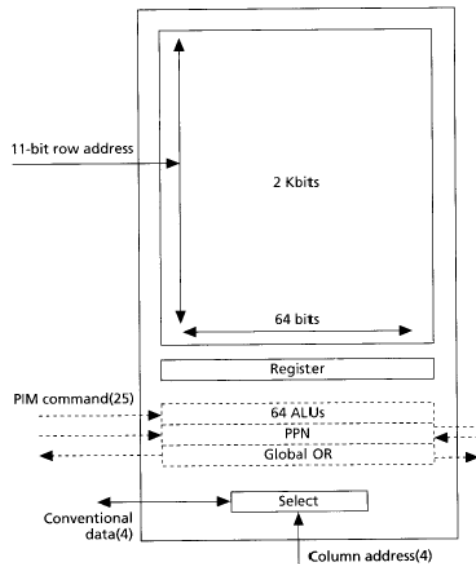 11-bit row address
2 Kbits
64 bits
Register
PIM command(25)
64 ALUs
PPN
Global OR
Select
Conventional
data(4)
Column address(4)